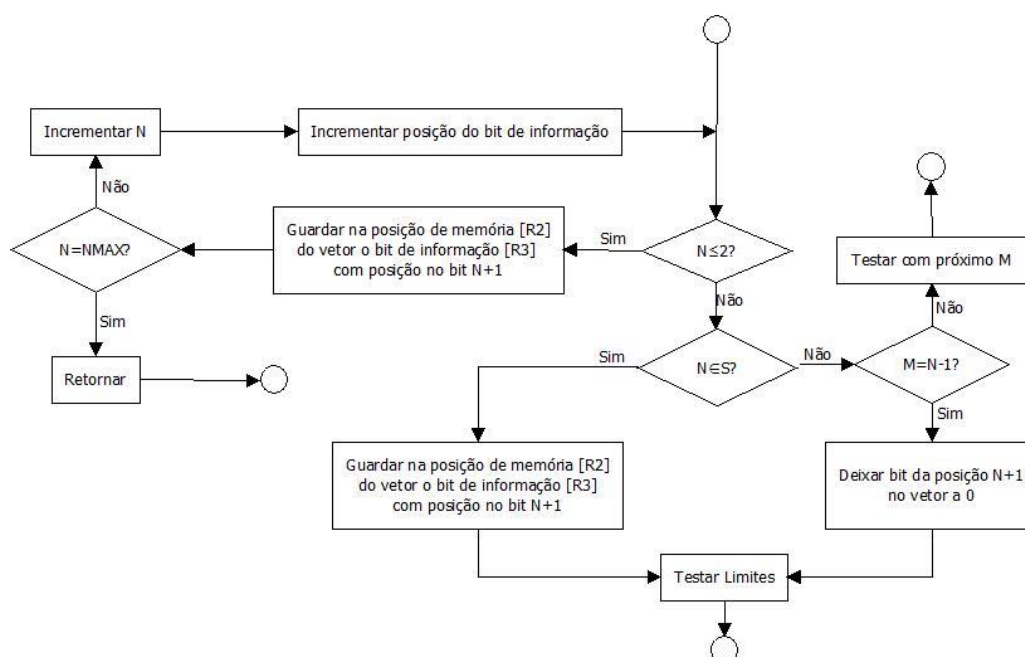 Incrementar N
Incrementar posição do bit de informação
Não
N=NMAX?
Guardar na posição de memória [R2]
do vetor o bit de informação [R3]
com posição no bit N+1
Sim
N≤2?
Testar com próximo M
Não
Não
Sim
Retornar
Sim
N∈S?
Não
M=N-1?
Sim
Guardar na posição de memória [R2]
do vetor o bit de informação [R3]
com posição no bit N+1
Deixar bit da posição N+1
no vetor a 0
Testar Limites